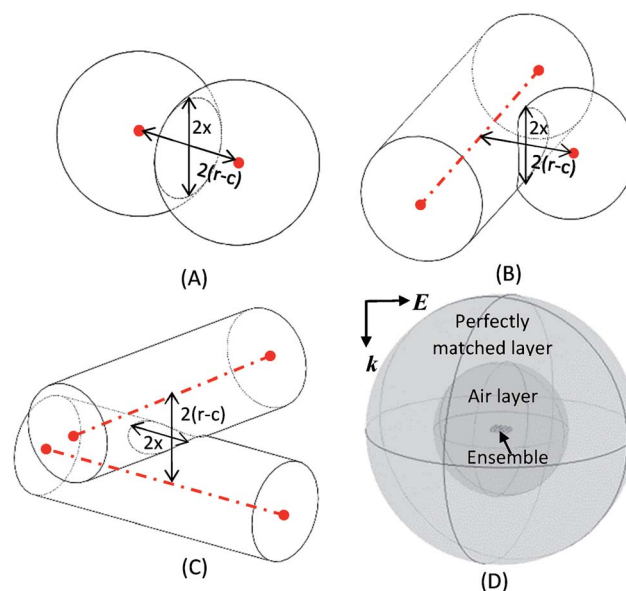 2x
2(r-c)
(A)
2x
2(r-c)
(B)
2(r-c)
2x
(C)
E
k
Perfectly
matched layer
Air layer
Ensemble
(D)